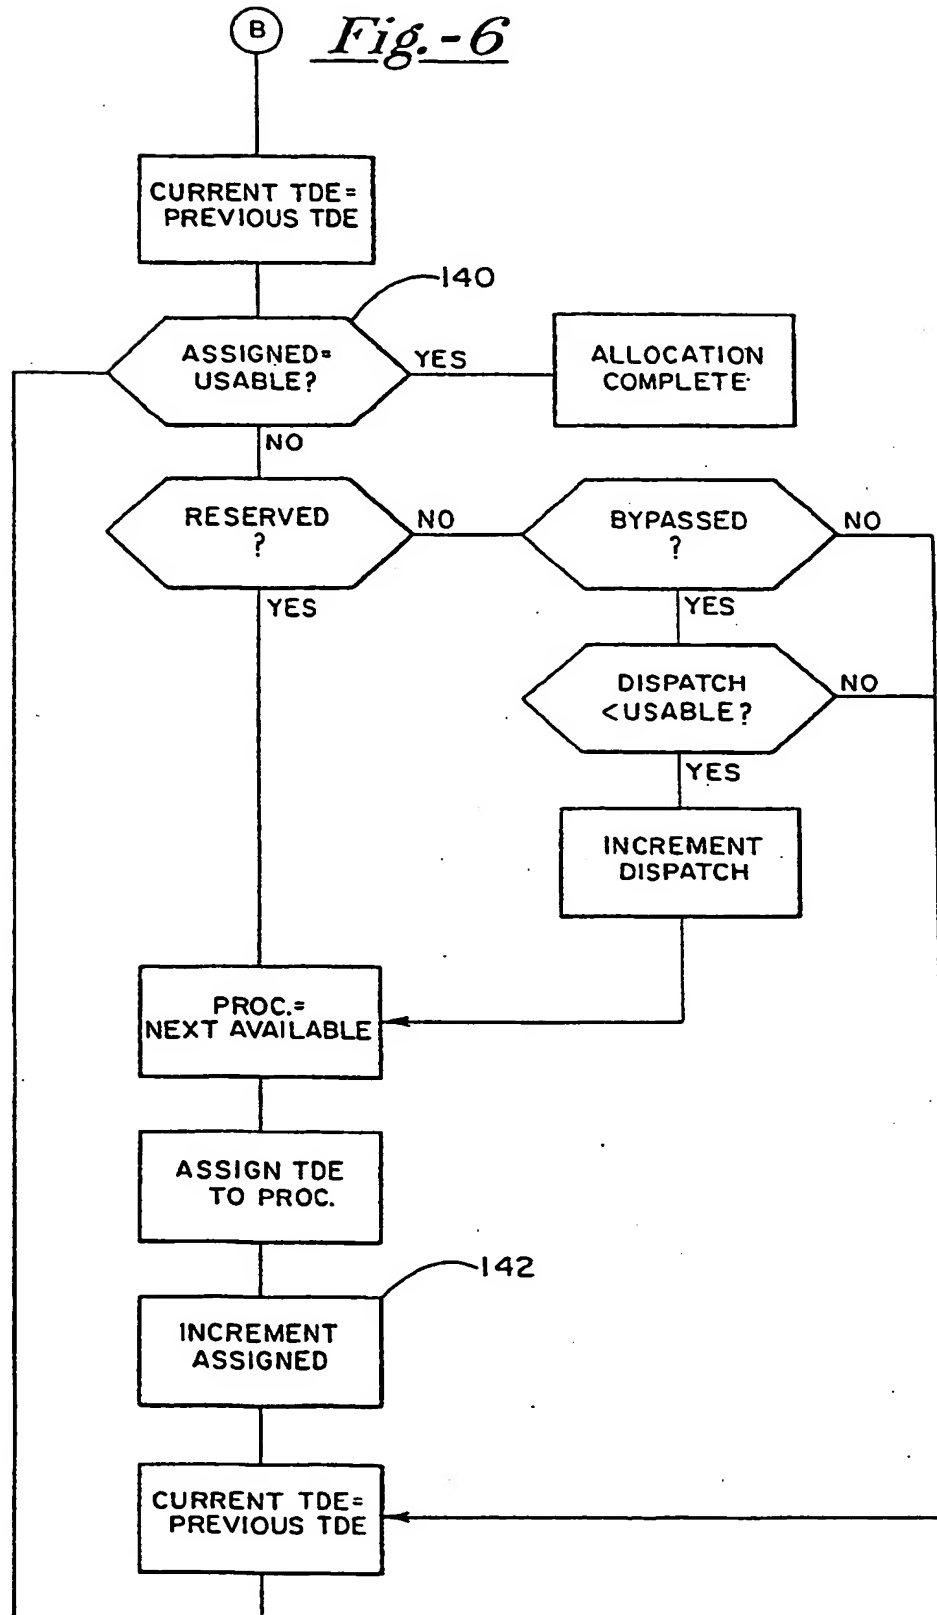 B
Fig.-6
CURRENT TDE=
PREVIOUS TDE
140
ASSIGNED=
USABLE?
YES
ALLOCATION
COMPLETE
NO
RESERVED
?
NO
BYPASSED
?
NO
YES
YES
DISPATCH
<USABLE?
NO
YES
INCREMENT
DISPATCH
PROC.=
NEXT AVAILABLE
ASSIGN TDE
TO PROC.
142
INCREMENT
ASSIGNED
CURRENT TDE=
PREVIOUS TDE